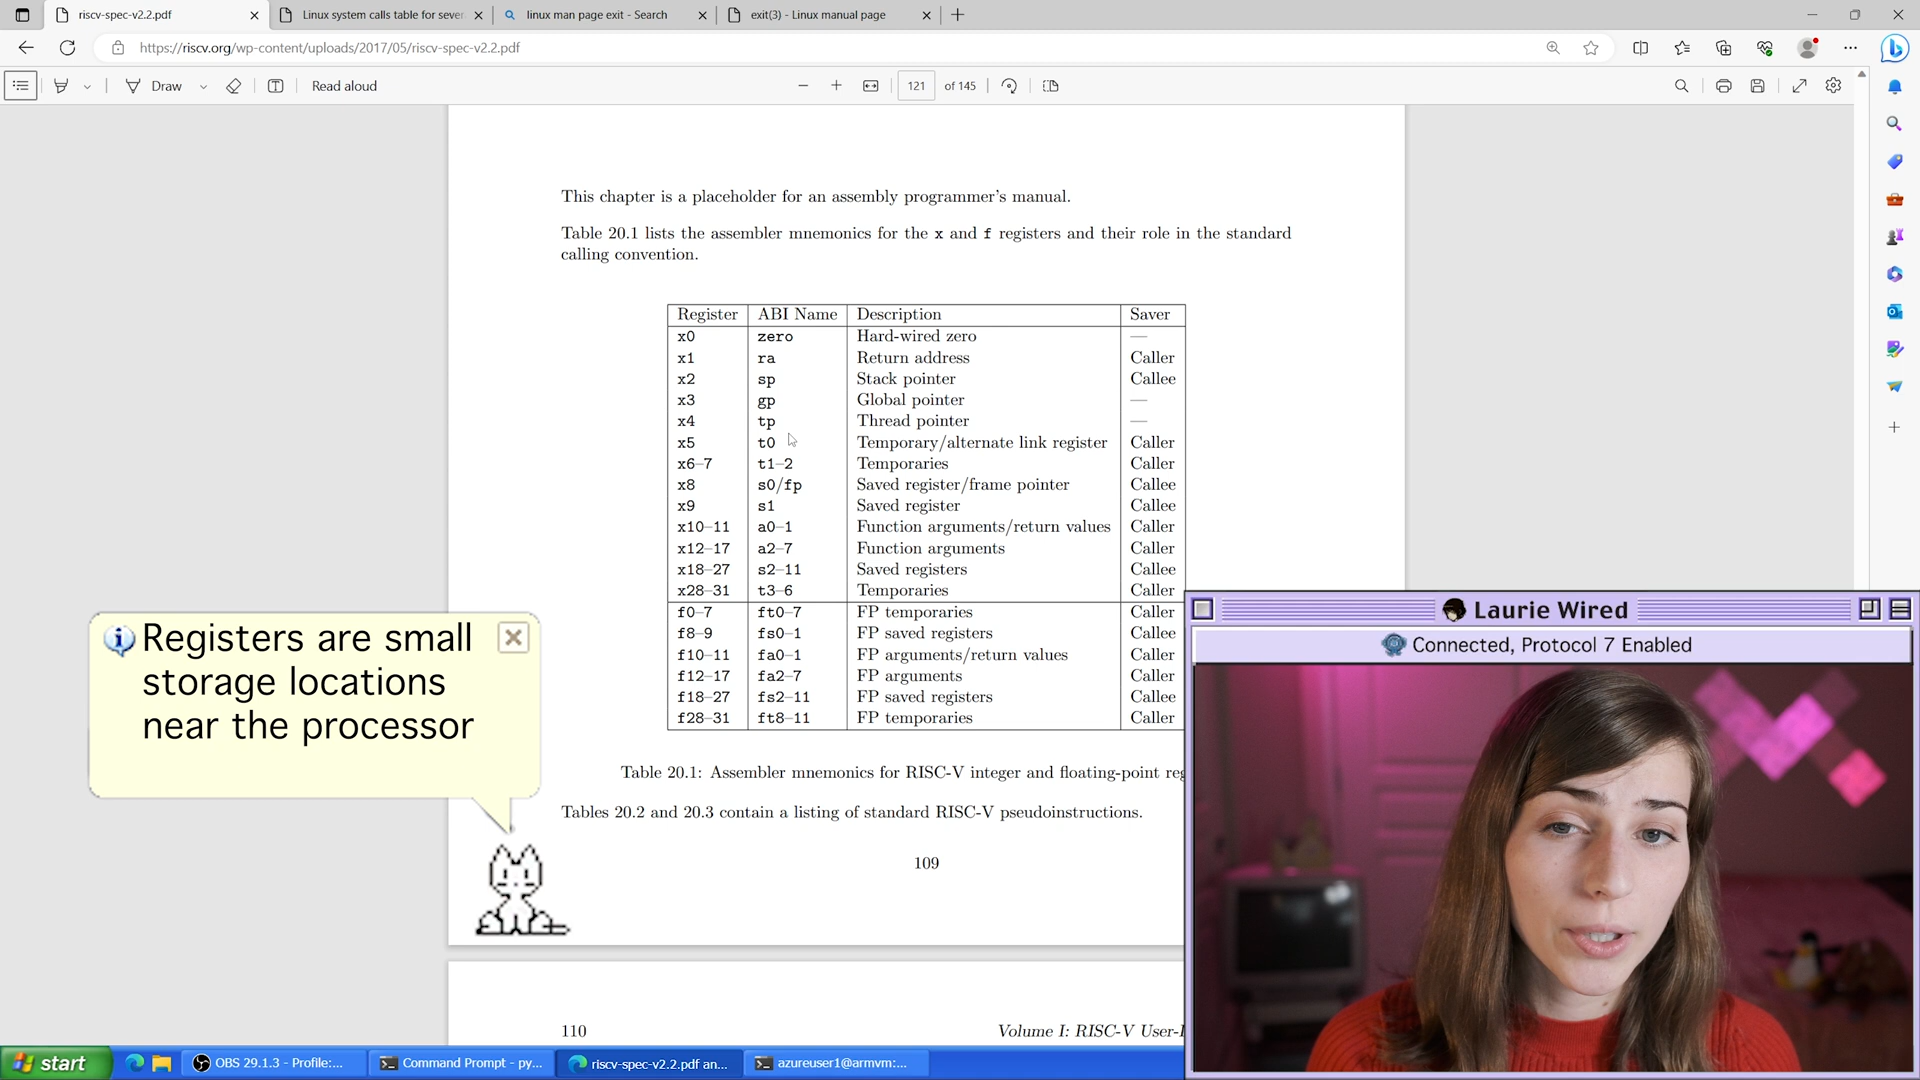 riscv-spec-v2.2.pdf
Linux system calls table for sever
linux man page exit - Search
exit(3) - Linux manual page
https://riscv.org/wp-content/uploads/2017/05/riscv-spec-v2.2.pdf
Draw
Read aloud
121 of 145
This chapter is a placeholder for an assembly programmer's manual.
Table 20.1 lists the assembler mnemonics for the x and f registers and their role in the standard
calling convention.
Register ABI Name Description Saver
x0 zero Hard-wired zero —
x1 ra Return address Caller
x2 sp Stack pointer Callee
x3 gp Global pointer —
x4 tp Thread pointer —
x5 t0 Temporary/alternate link register Caller
x6–7 t1–2 Temporaries Caller
x8 s0/fp Saved register/frame pointer Callee
x9 s1 Saved register Callee
x10–11 a0–1 Function arguments/return values Caller
x12–17 a2–7 Function arguments Caller
x18–27 s2–11 Saved registers Callee
x28–31 t3–6 Temporaries Caller
f0–7 ft0–7 FP temporaries Caller
f8–9 fs0–1 FP saved registers Callee
f10–11 fa0–1 FP arguments/return values Caller
f12–17 fa2–7 FP arguments Caller
f18–27 fs2–11 FP saved registers Callee
f28–31 ft8–11 FP temporaries Caller
Table 20.1: Assembler mnemonics for RISC-V integer and floating-point reg
Tables 20.2 and 20.3 contain a listing of standard RISC-V pseudoinstructions.
109
110
Volume I: RISC-V User-L
Registers are small
storage locations
near the processor
Laurie Wired
Connected, Protocol 7 Enabled
start
OBS 29.1.3 - Profile:...
Command Prompt - py...
riscv-spec-v2.2.pdf an...
azureuser1@armvm:...